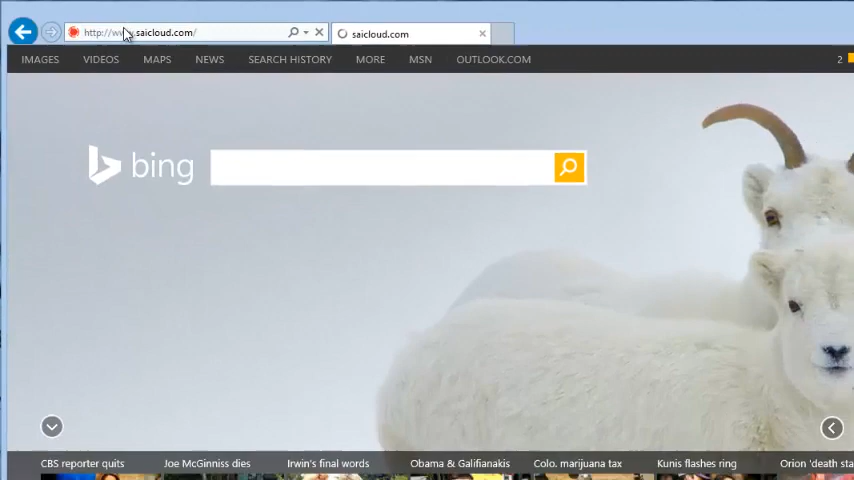 http://www.saicloud.com/
saicloud.com
IMAGES VIDEOS MAPS NEWS SEARCH HISTORY MORE MSN OUTLOOK.COM 2
bing
CBS reporter quits Joe McGinniss dies Irwin's final words Obama & Galifianakis Colo. marijuana tax Kunis flashes ring Orion 'death sta